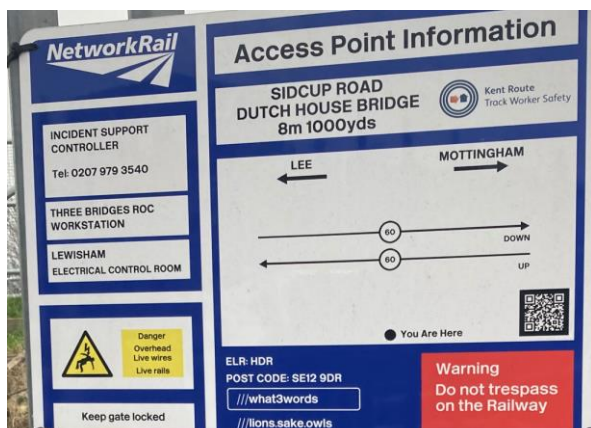 NetworkRail
Access Point Information
SIDCUP ROAD
DUTCH HOUSE BRIDGE
8m 1000yds
Kent Route
Track Worker Safety
INCIDENT SUPPORT
CONTROLLER
Tel: 0207 979 3540
THREE BRIDGES ROC
WORKSTATION
LEWISHAM
ELECTRICAL CONTROL ROOM
LEE
MOTTINGHAM
60
DOWN
60
UP
You Are Here
Danger
Overhead
Live wires
Live rails
Keep gate locked
ELR: HDR
POST CODE: SE12 9DR
///what3words
///lions.sake.owls
Warning
Do not trespass
on the Railway